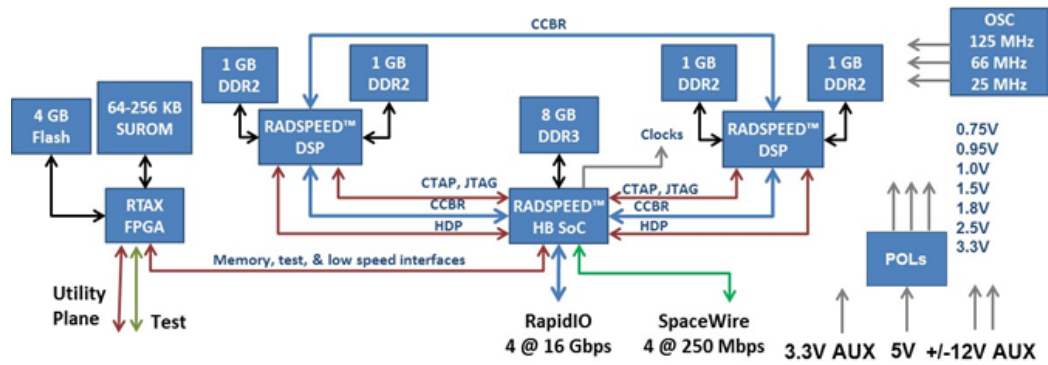 CCBR
OSC
125 MHz
66 MHz
25 MHz
1 GB
DDR2
1 GB
DDR2
1 GB
DDR2
1 GB
DDR2
4 GB
Flash
64-256 KB
SUROM
RADSPEED™
DSP
8 GB
DDR3
Clocks
RADSPEED™
DSP
0.75V
0.95V
1.0V
1.5V
1.8V
2.5V
3.3V
RTAX
FPGA
CTAP, JTAG
CCBR
HDP
RADSPEED™
HB SoC
CTAP, JTAG
CCBR
HDP
POLs
Memory, test, & low speed interfaces
Utility
Plane
Test
RapidIO
4 @ 16 Gbps
SpaceWire
4 @ 250 Mbps
3.3V AUX
5V
+/-12V AUX